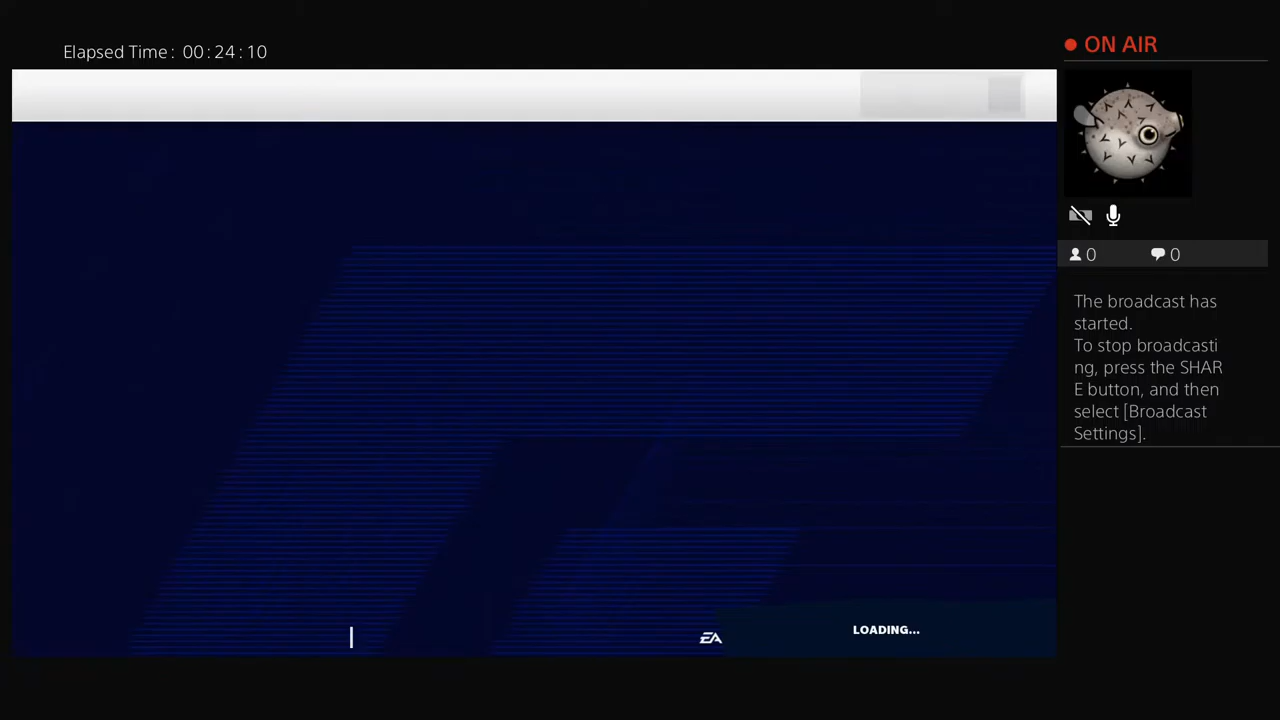 Elapsed Time: 00:24:10
ON AIR
0
0
The broadcast has
started.
To stop broadcasti
ng, press the SHAR
E button, and then
select [Broadcast
Settings].
EA
LOADING...